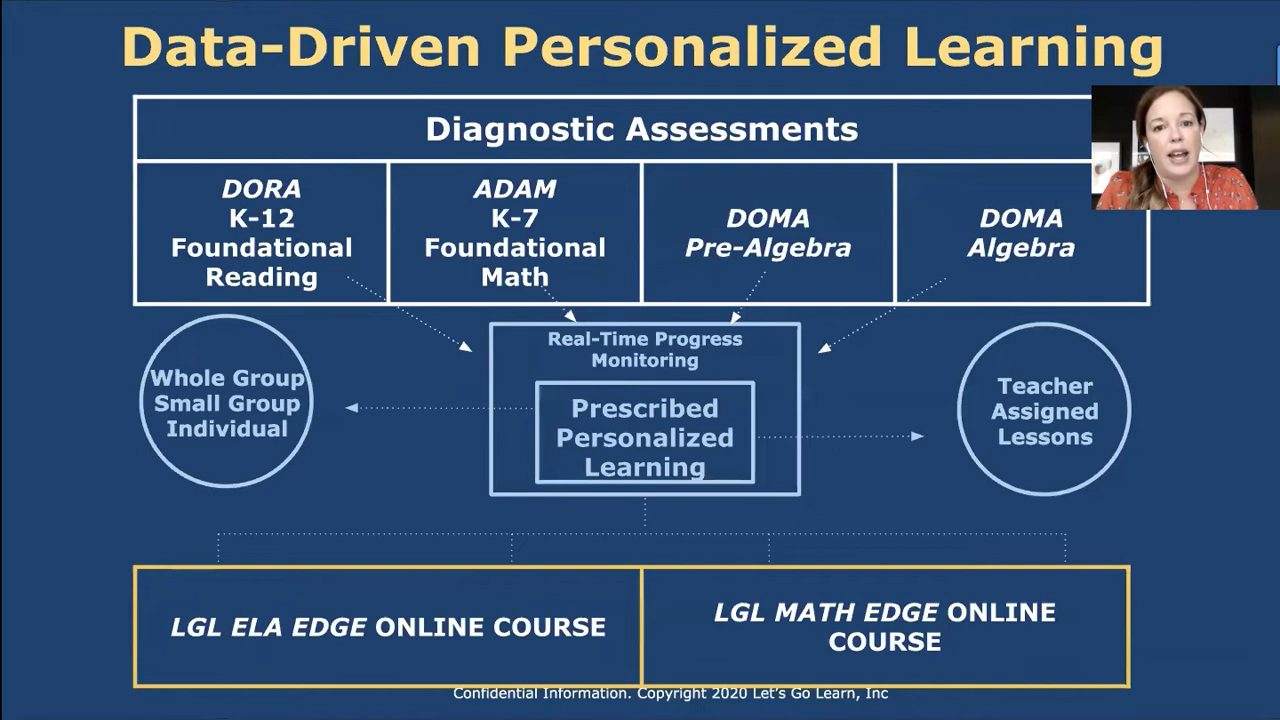 Data-Driven Personalized Learning
Diagnostic Assessments
DORA
K-12
Foundational
Reading
ADAM
K-7
Foundational
Math
DOMA
Pre-Algebra
DOMA
Algebra
Real-Time Progress
Monitoring
Prescribed
Personalized
Learning
Whole Group
Small Group
Individual
Teacher
Assigned
Lessons
LGL ELA EDGE ONLINE COURSE
LGL MATH EDGE ONLINE
COURSE
Confidential Information. Copyright 2020 Let's Go Learn, Inc